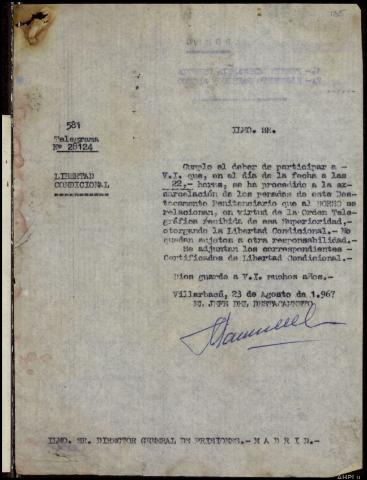 135
581
Telegrama
Nº 28124
ILMO. SR.
LIBERTAD
CONDICIONAL
Cumplo el deber de participar a -
V.I. que, en el día de la fecha a las
22,- horas, se ha procedido a la ex-
carcelación de los penados de este Des-
tacamento Penitenciario que al DORSO se
relacionan, en virtud de la Orden Tele-
gráfica recibida de esa Superioridad,
otorgando la Libertad Condicional.- No
quedan sujetos a otra responsabilidad.-
Se adjuntan los correspondientes -
Certificados de Libertad Condicional.-
Dios guarde a V.I. muchos años.-
Villarbacú, 23 de Agosto de 1.967
EL JEFE DEL DESTACAMENTO
ILMO. SR. DIRECTOR GENERAL DE PRISIONES.- M A D R I D.-